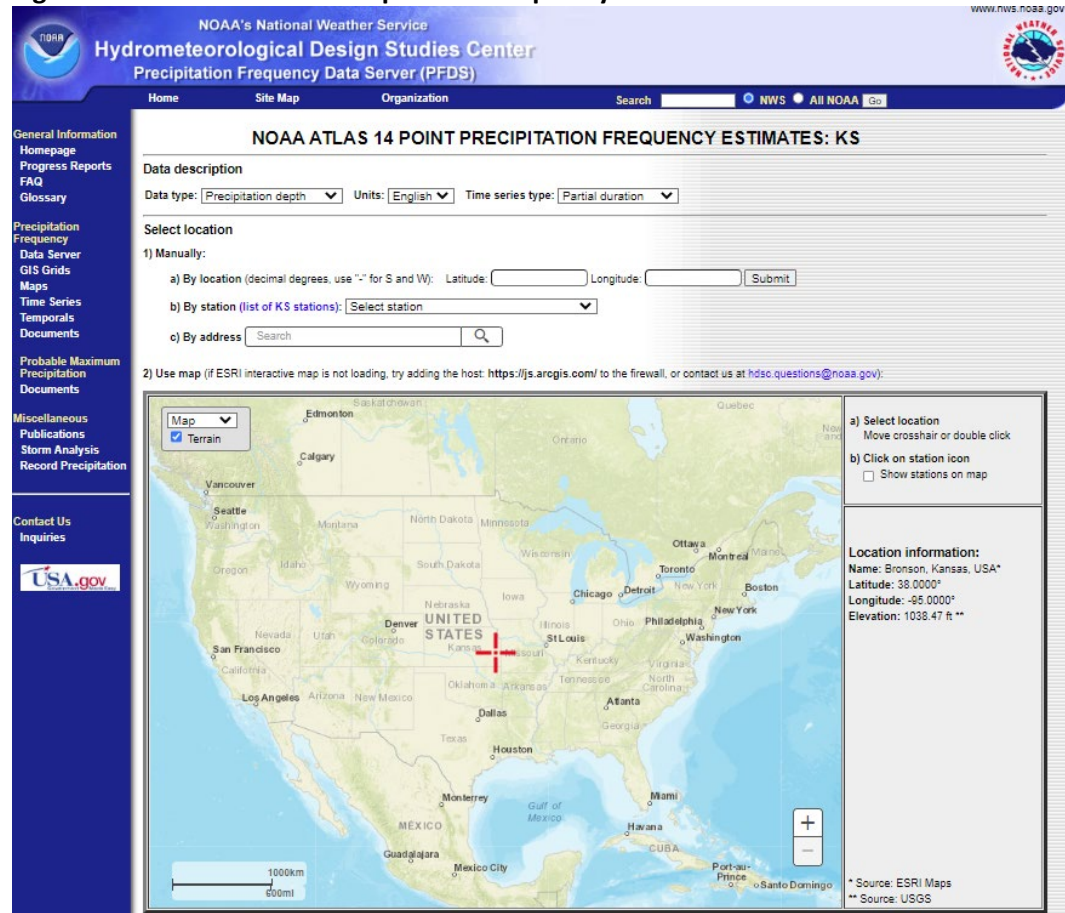 www.nws.noaa.gov
NOAA
NOAA's National Weather Service
Hydrometeorological Design Studies Center
Precipitation Frequency Data Server (PFDS)
Home Site Map Organization Search NWS All NOAA Go
General Information
Homepage
Progress Reports
FAQ
Glossary
Precipitation
Frequency
Data Server
GIS Grids
Maps
Time Series
Temporals
Documents
Probable Maximum
Precipitation
Documents
Miscellaneous
Publications
Storm Analysis
Record Precipitation
Contact Us
Inquiries
USA.gov
NOAA ATLAS 14 POINT PRECIPITATION FREQUENCY ESTIMATES: KS
Data description
Data type: Precipitation depth Units: English Time series type: Partial duration
Select location
1) Manually:
a) By location (decimal degrees, use "-" for S and W): Latitude: Longitude: Submit
b) By station (list of KS stations): Select station
c) By address Search
2) Use map (if ESRI interactive map is not loading, try adding the host: https://js.arcgis.com/ to the firewall, or contact us at hdsc.questions@noaa.gov):
Map
Terrain
Saskatchewan
Edmonton
Quebec
Ontario
Calgary
Vancouver
Seattle
Washington
Montana
North Dakota
Minnesota
Ottawa
Montreal
Maine
Wisconsin
Oregon
Idaho
South Dakota
Toronto
Wyoming
Iowa
Chicago
Detroit
New York
Boston
Nebraska
New York
Denver
UNITED
STATES
Illinois
Ohio
Philadelphia
Nevada
Utah
Colorado
St Louis
Washington
San Francisco
Kansas
Missouri
Kentucky
Virginia
California
Oklahoma
Arkansas
Tennessee
North
Carolina
Los Angeles
Arizona
New Mexico
Atlanta
Dallas
Georgia
Texas
Houston
Monterrey
Gulf of
Mexico
Miami
MÉXICO
Havana
CUBA
Guadalajara
Mexico City
Port-au-
Prince
Santo Domingo
1000km
600mi
+
−
a) Select location
Move crosshair or double click
b) Click on station icon
Show stations on map
Location information:
Name: Bronson, Kansas, USA*
Latitude: 38.0000°
Longitude: -95.0000°
Elevation: 1038.47 ft **
* Source: ESRI Maps
** Source: USGS